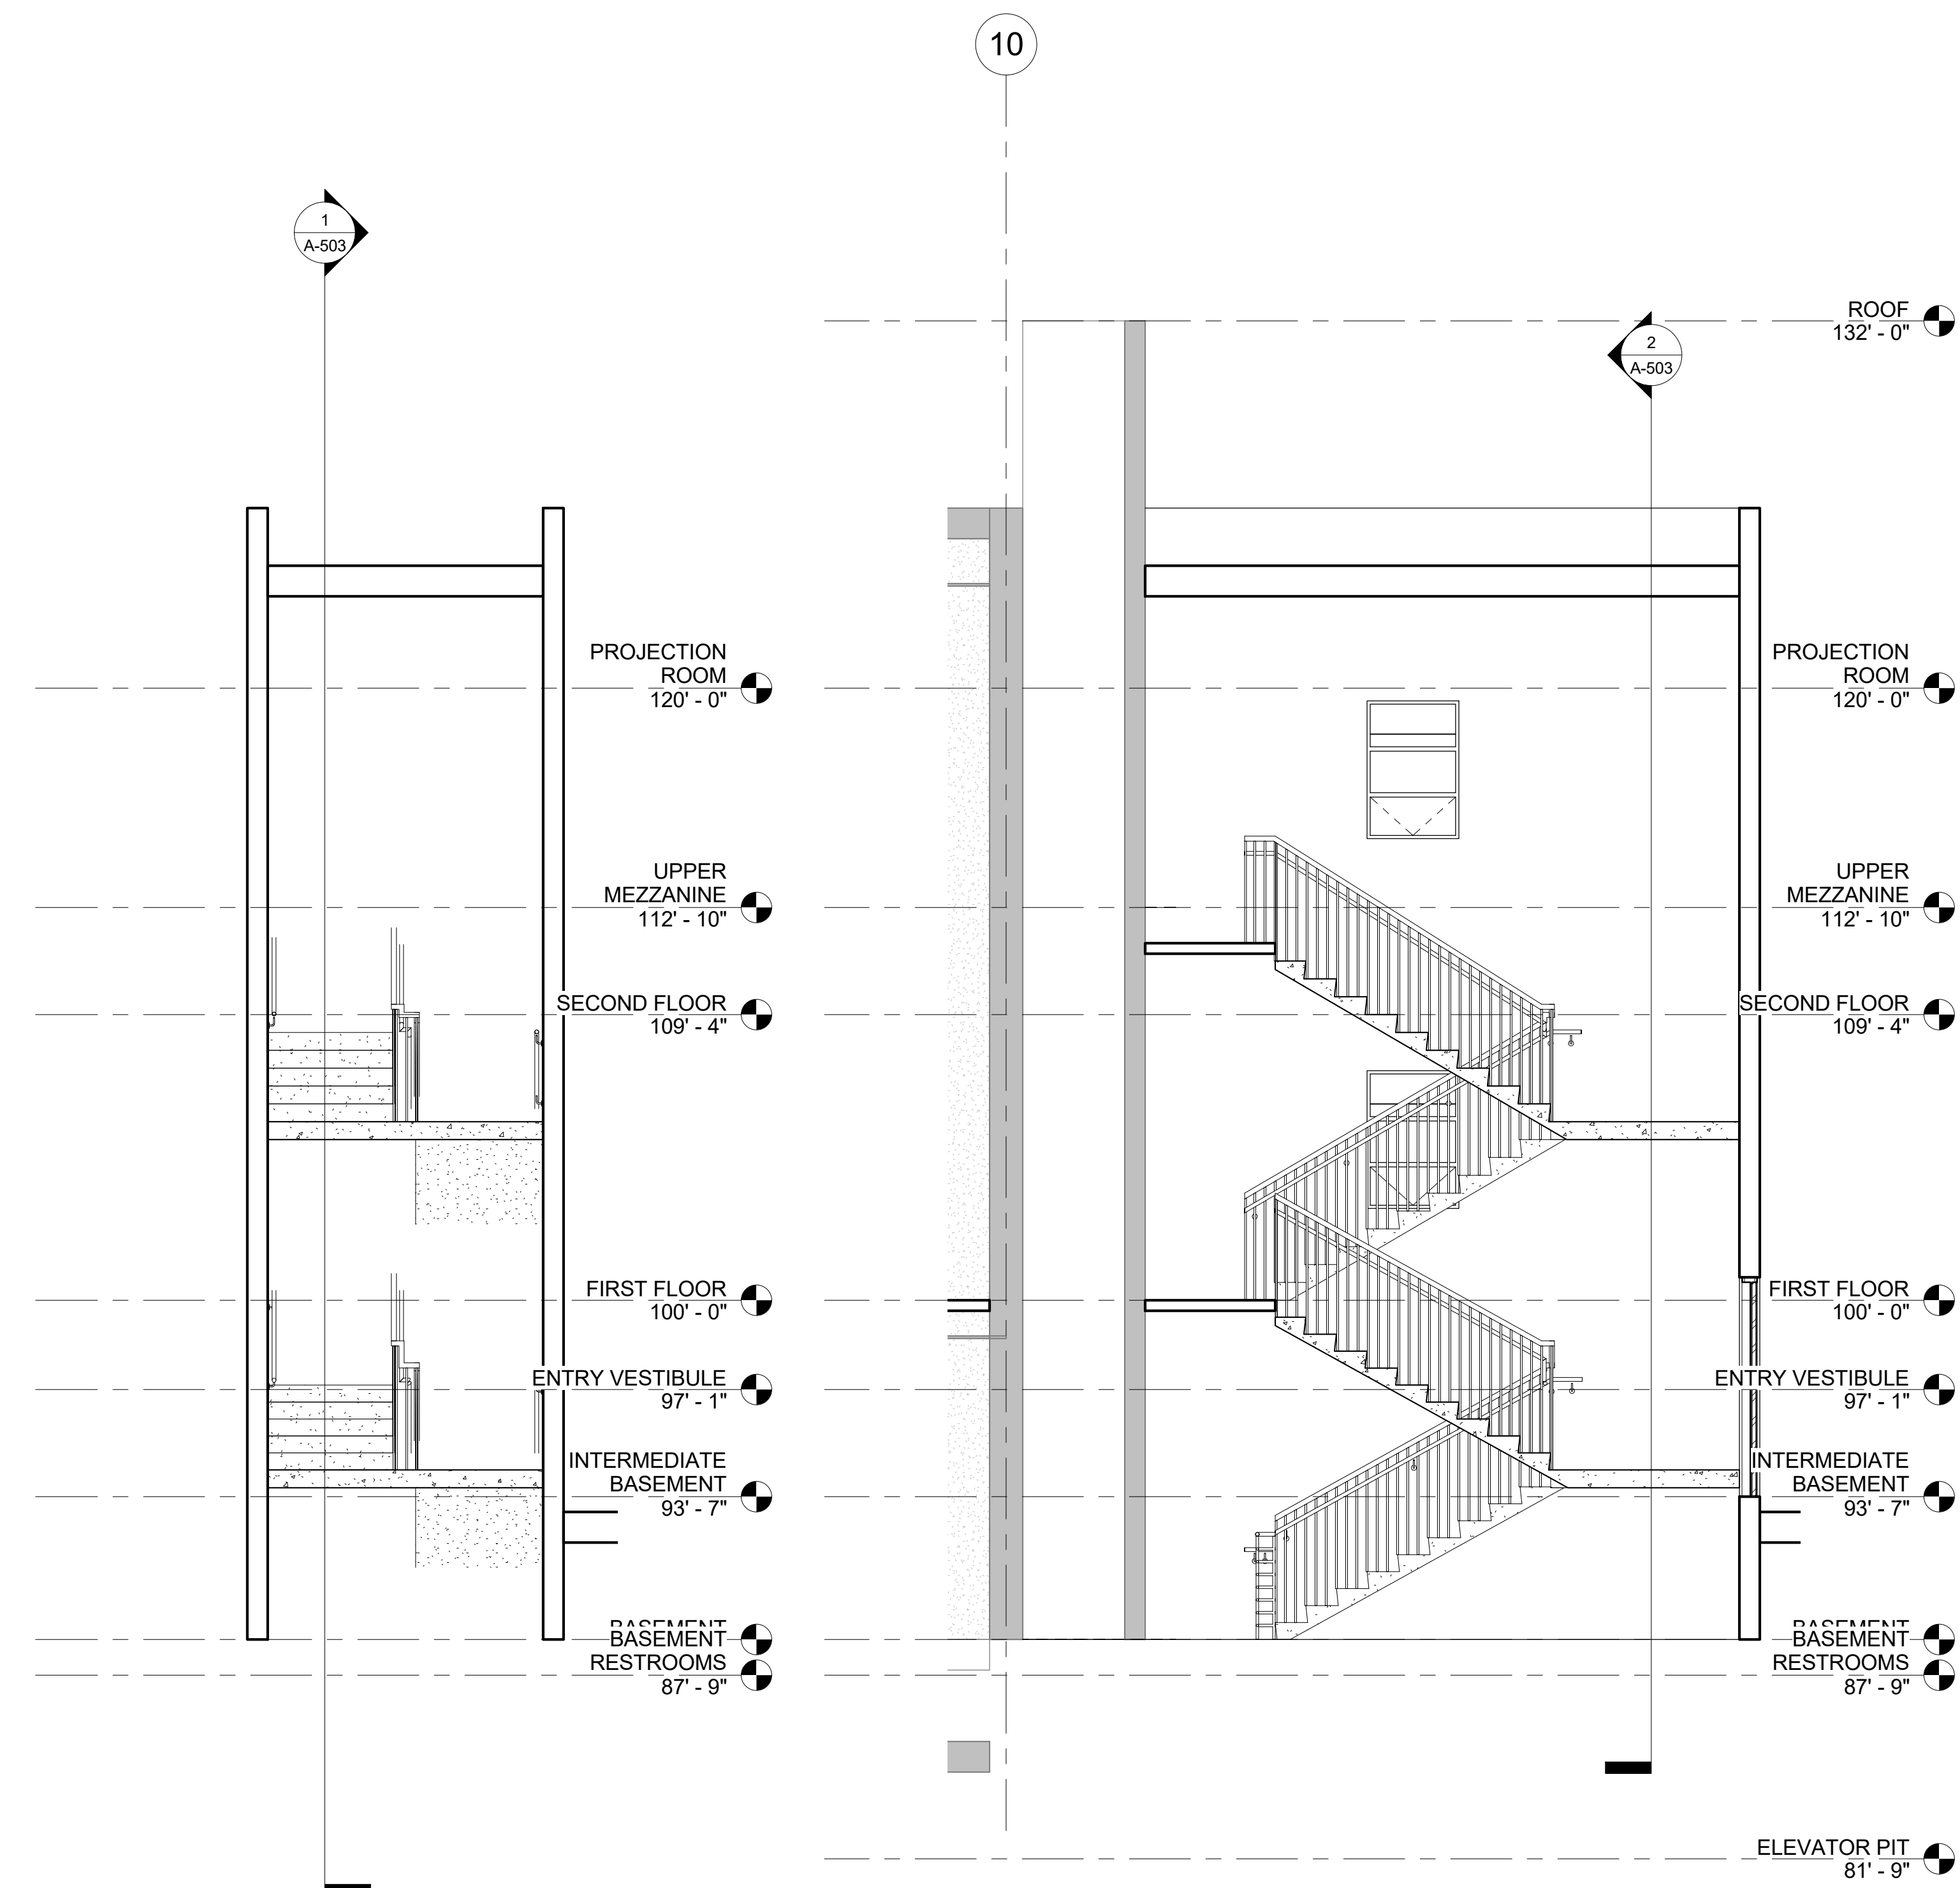 10
1
A-503
ROOF
132' - 0"
2
A-503
PROJECTION
ROOM
120' - 0"
PROJECTION
ROOM
120' - 0"
UPPER
MEZZANINE
112' - 10"
UPPER
MEZZANINE
112' - 10"
SECOND FLOOR
109' - 4"
SECOND FLOOR
109' - 4"
FIRST FLOOR
100' - 0"
FIRST FLOOR
100' - 0"
ENTRY VESTIBULE
97' - 1"
ENTRY VESTIBULE
97' - 1"
INTERMEDIATE
BASEMENT
93' - 7"
INTERMEDIATE
BASEMENT
93' - 7"
BASEMENT
BASEMENT
RESTROOMS
87' - 9"
BASEMENT
BASEMENT
RESTROOMS
87' - 9"
ELEVATOR PIT
81' - 9"